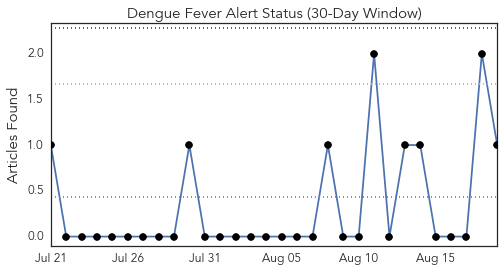 Dengue Fever Alert Status (30-Day Window)
Articles Found
2.0
1.5
1.0
0.5
0.0
Jul 21 Jul 26 Jul 31 Aug 05 Aug 10 Aug 15